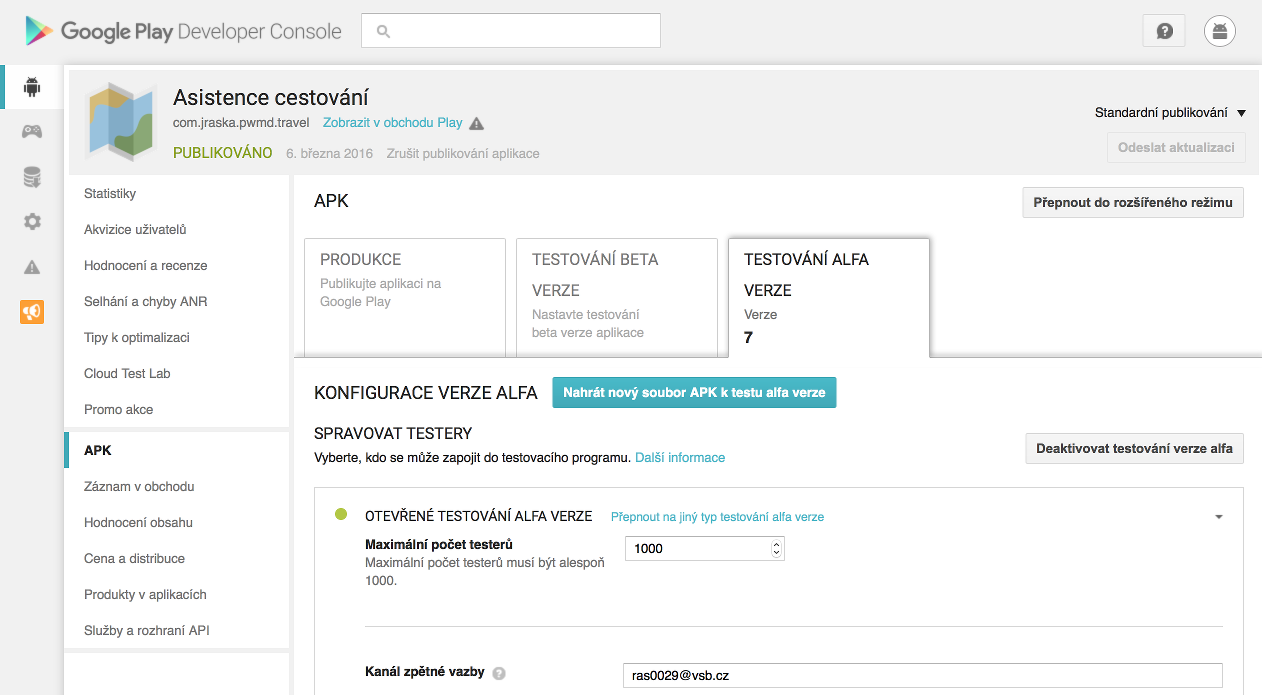 Google Play Developer Console
Asistence cestování
com.jraska.pwmd.travel Zobrazit v obchodu Play
PUBLIKOVÁNO 6. března 2016 Zrušit publikování aplikace
Standardní publikování
Odeslat aktualizaci
Statistiky
Akvizice uživatelů
Hodnocení a recenze
Selhání a chyby ANR
Tipy k optimalizaci
Cloud Test Lab
Promo akce
APK
Záznam v obchodu
Hodnocení obsahu
Cena a distribuce
Produkty v aplikacích
Služby a rozhraní API
APK
Přepnout do rozšířeného režimu
PRODUKCE
Publikujte aplikaci na
Google Play
TESTOVÁNÍ BETA
VERZE
Nastavte testování
beta verze aplikace
TESTOVÁNÍ ALFA
VERZE
Verze
7
KONFIGURACE VERZE ALFA
Nahrát nový soubor APK k testu alfa verze
SPRAVOVAT TESTERY
Vyberte, kdo se může zapojit do testovacího programu. Další informace
Deaktivovat testování verze alfa
OTEVŘENÉ TESTOVÁNÍ ALFA VERZE Přepnout na jiný typ testování alfa verze
Maximální počet testerů
Maximální počet testerů musí být alespoň
1000.
1000
Kanál zpětné vazby ?
ras0029@vsb.cz